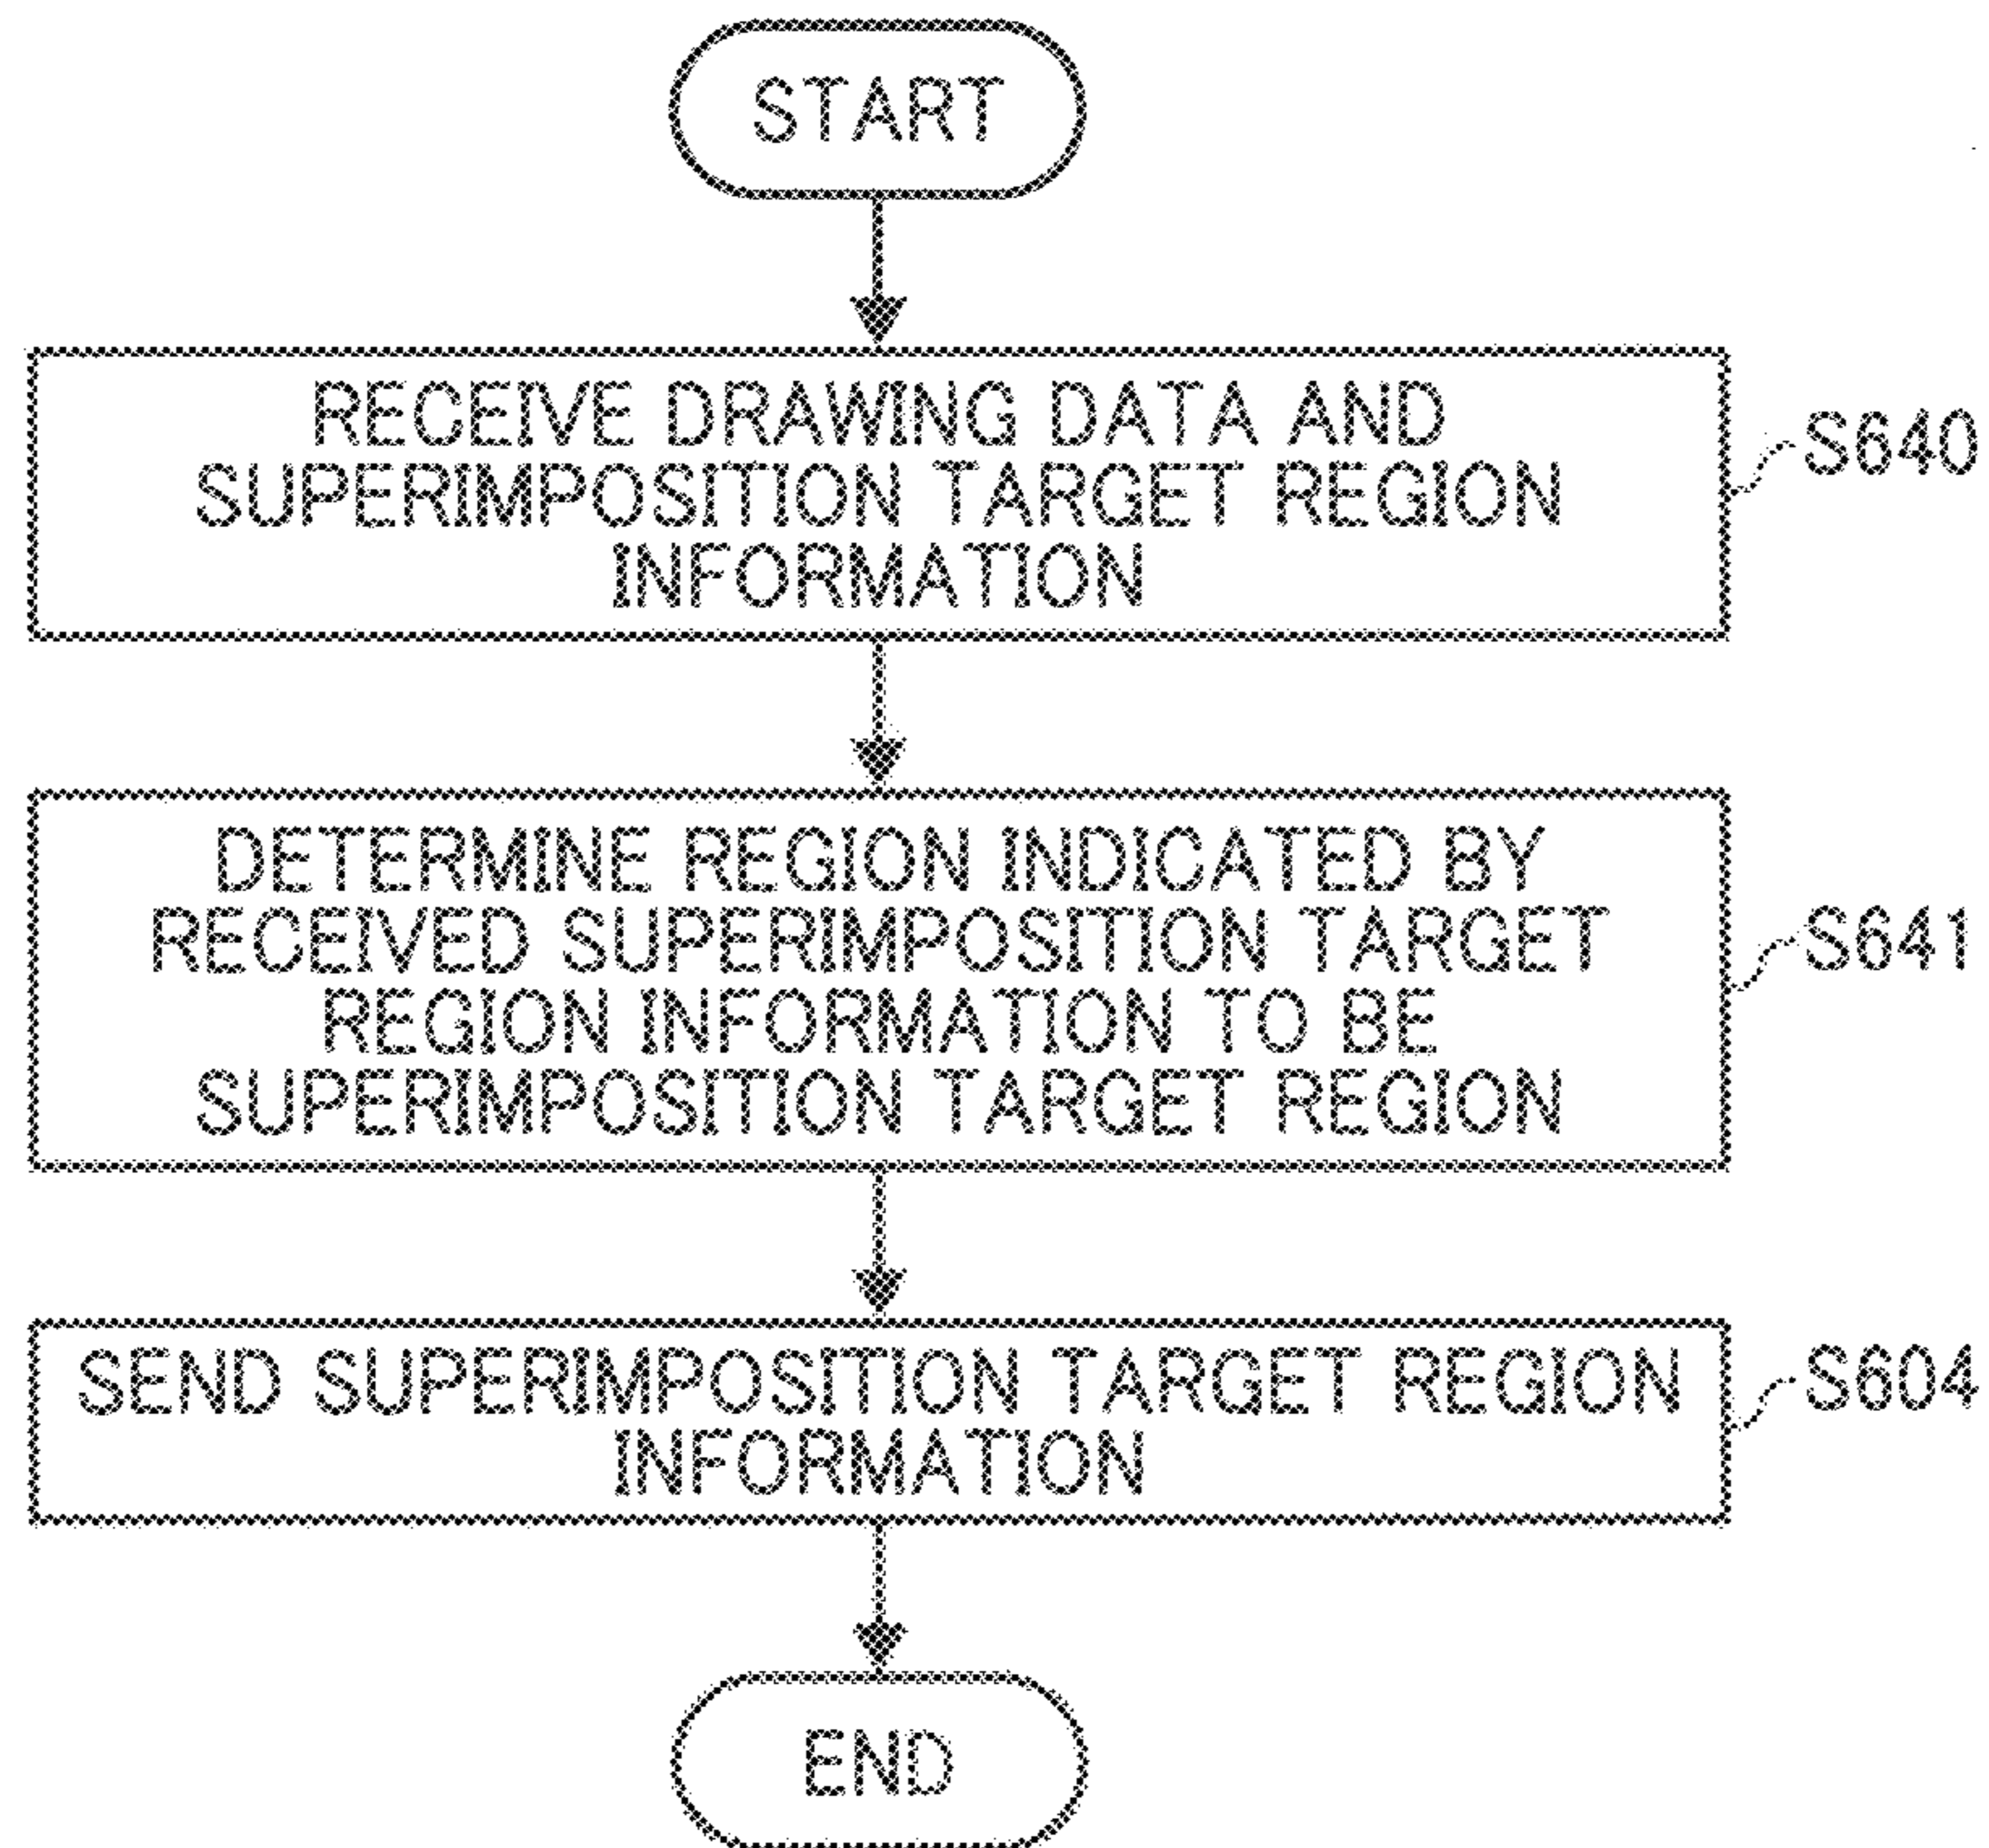 START
RECEIVE DRAWING DATA AND
SUPERIMPOSITION TARGET REGION
INFORMATION
S640
DETERMINE REGION INDICATED BY
RECEIVED SUPERIMPOSITION TARGET
REGION INFORMATION TO BE
SUPERIMPOSITION TARGET REGION
S641
SEND SUPERIMPOSITION TARGET REGION
INFORMATION
S604
END